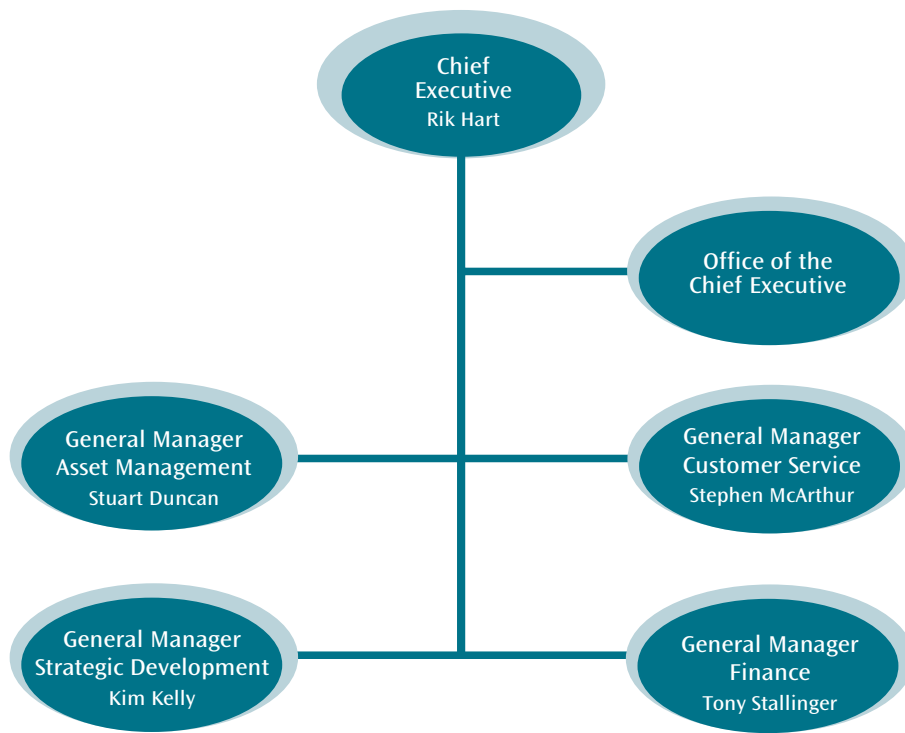 Chief
Executive
Rik Hart
Office of the
Chief Executive
General Manager
Asset Management
Stuart Duncan
General Manager
Customer Service
Stephen McArthur
General Manager
Strategic Development
Kim Kelly
General Manager
Finance
Tony Stallinger